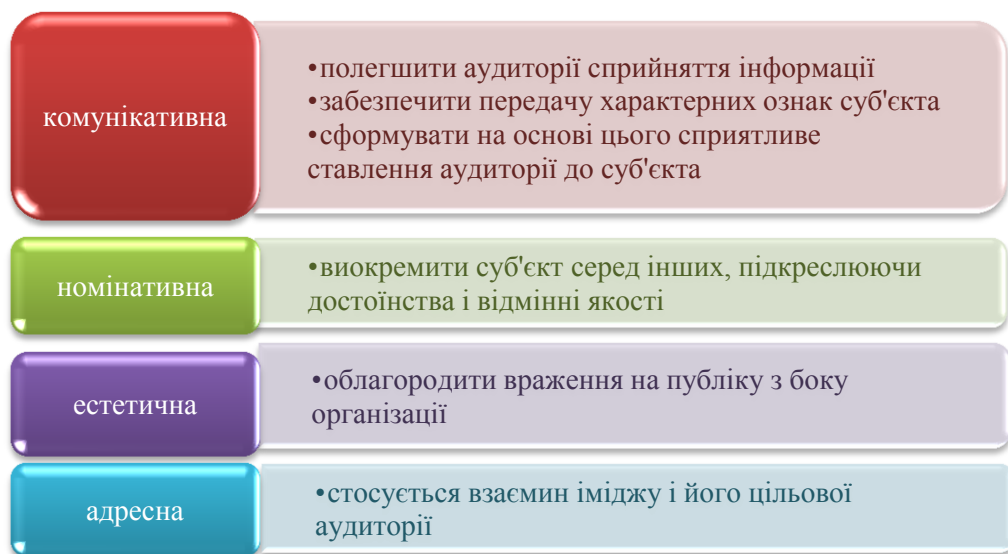 комунікативна
•полегшити аудиторії сприйняття інформації
•забезпечити передачу характерних ознак суб'єкта
•сформувати на основі цього сприятливе
ставлення аудиторії до суб'єкта
номінативна
•виокремити суб'єкт серед інших, підкреслюючи
достоїнства і відмінні якості
естетична
•облагородити враження на публіку з боку
організації
адресна
•стосується взаємин іміджу і його цільової
аудиторії